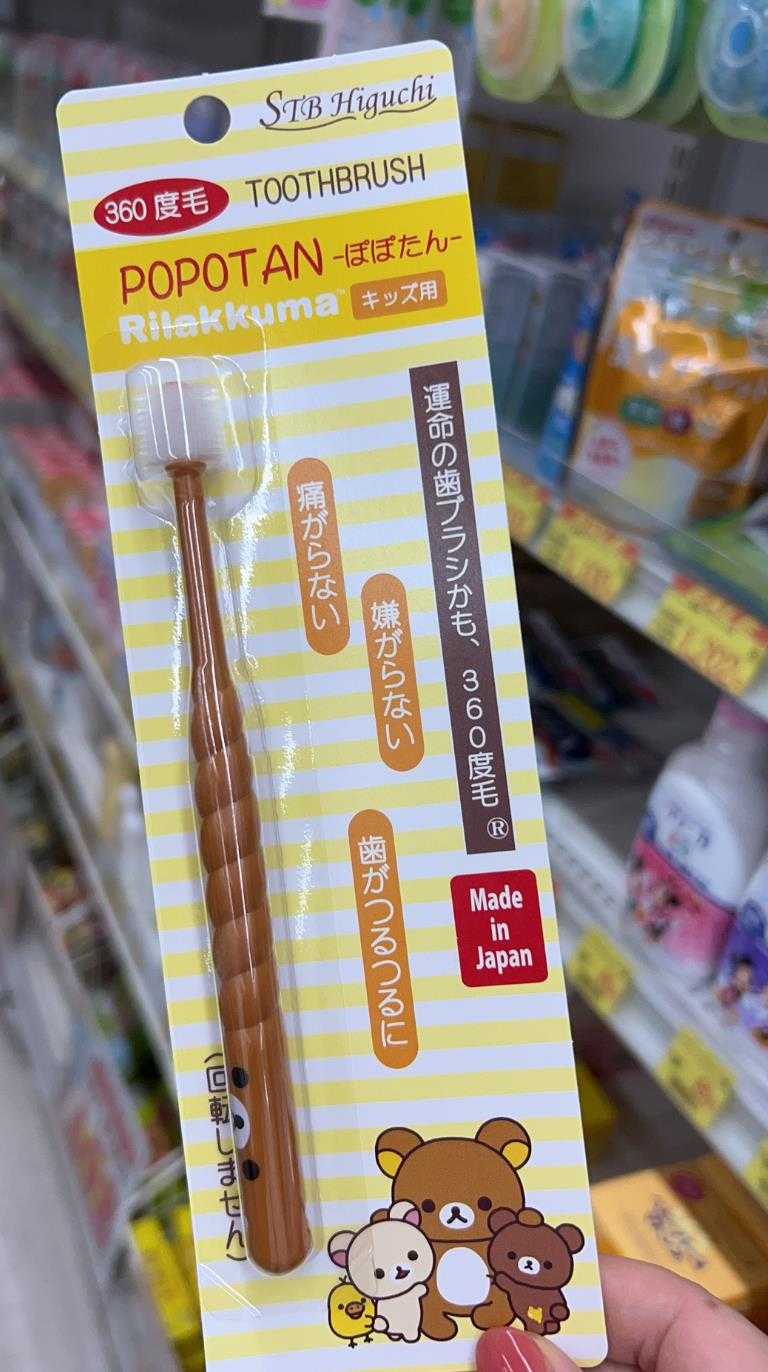 STB Higuchi
360度毛
TOOTHBRUSH
POPOTAN -ぽぽたん-
Rilakkuma™
キッズ用
運命の歯ブラシかも、360度毛®
痛がらない
嫌がらない
歯がつるつるに
Made
in
Japan
(回転しません)